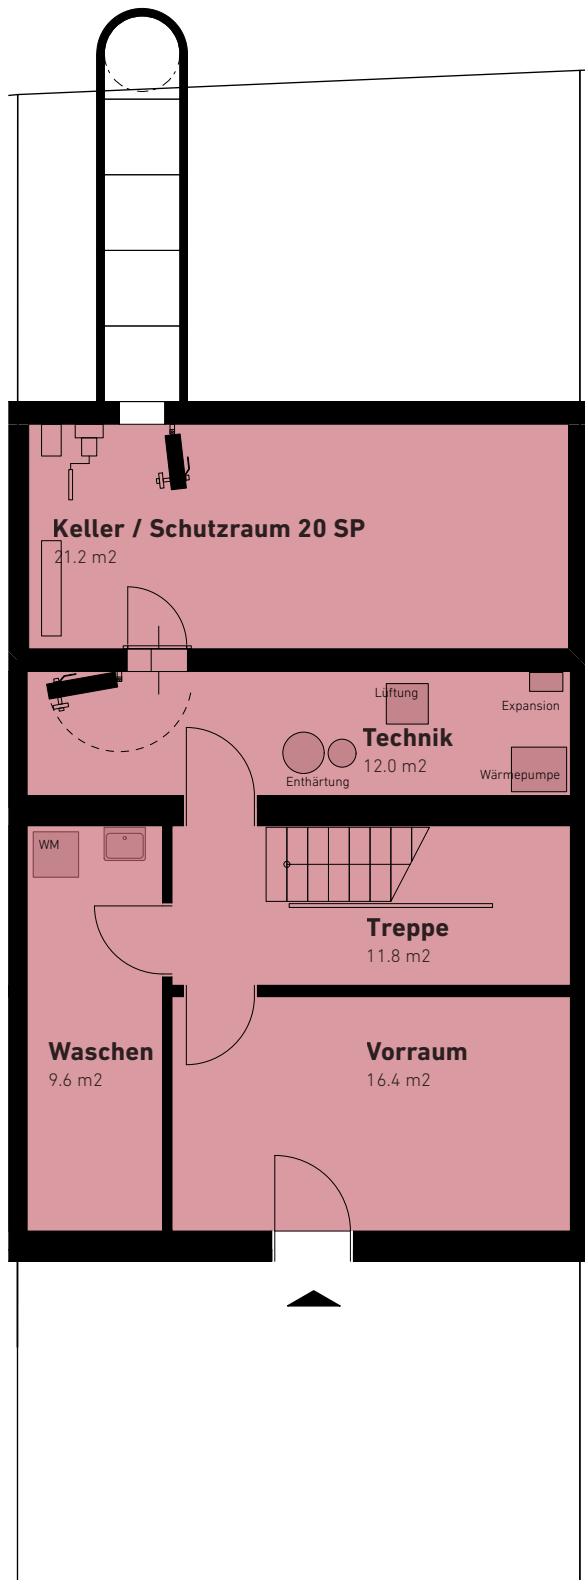 Keller / Schutzraum 20 SP
21.2 m2
Lüftung
Expansion
Technik
12.0 m2
Wärmepumpe
Enthärtung
WM
Treppe
11.8 m2
Waschen
9.6 m2
Vorraum
16.4 m2